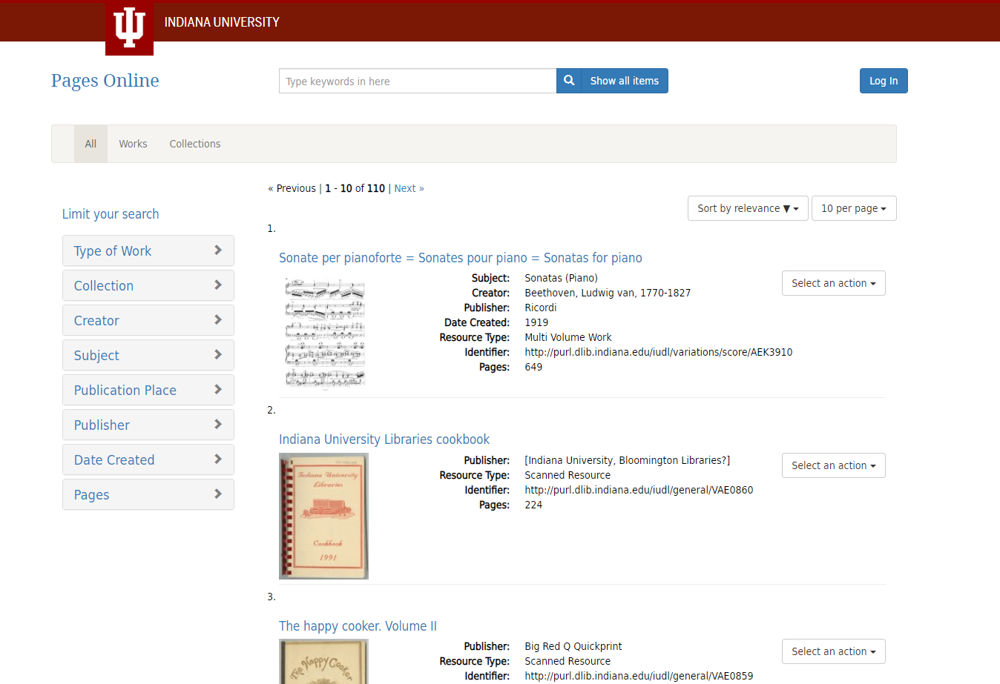 INDIANA UNIVERSITY
Pages Online
Type keywords in here
Show all items
Log In
All
Works
Collections
« Previous | 1 - 10 of 110 | Next »
Sort by relevance ▼
10 per page
Limit your search
Type of Work
Collection
Creator
Subject
Publication Place
Publisher
Date Created
Pages
1.
Sonate per pianoforte = Sonates pour piano = Sonatas for piano
Subject: Sonatas (Piano)
Creator: Beethoven, Ludwig van, 1770-1827
Publisher: Ricordi
Date Created: 1919
Resource Type: Multi Volume Work
Identifier: http://purl.dlib.indiana.edu/iudl/variations/score/AEK3910
Pages: 649
Select an action
2.
Indiana University Libraries cookbook
Indiana University
Libraries
Cookbook
1991
Publisher: [Indiana University, Bloomington Libraries?]
Resource Type: Scanned Resource
Identifier: http://purl.dlib.indiana.edu/iudl/general/VAE0860
Pages: 224
Select an action
3.
The happy cooker. Volume II
The Happy Cooker
Publisher: Big Red Q Quickprint
Resource Type: Scanned Resource
Identifier: http://purl.dlib.indiana.edu/iudl/general/VAE0859
Select an action